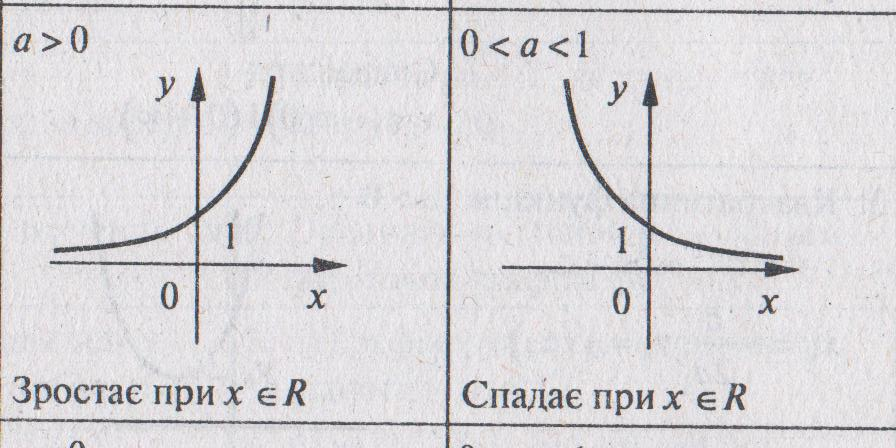 a > 0
y
1
0
x
Зростає при x ∈ R
0 < a < 1
y
1
0
x
Спадає при x ∈ R